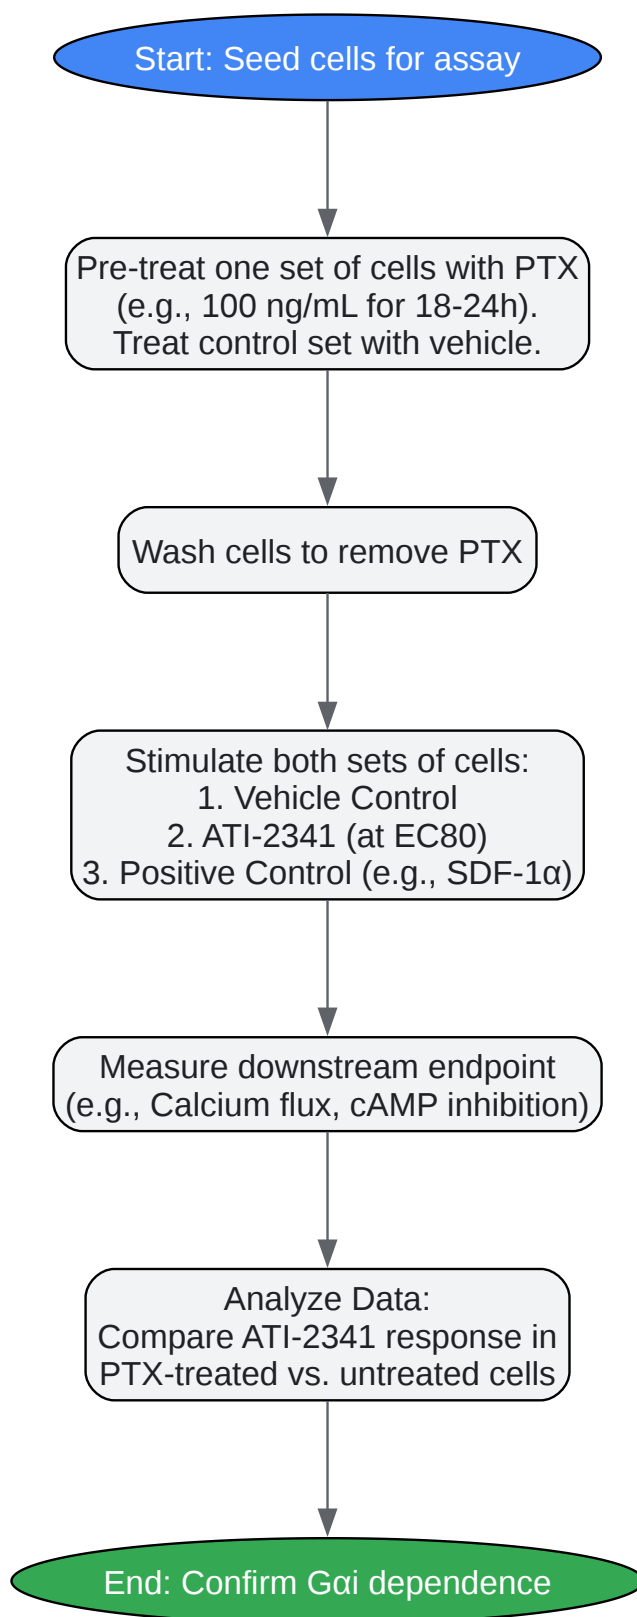 Start: Seed cells for assay
Pre-treat one set of cells with PTX
(e.g., 100 ng/mL for 18-24h).
Treat control set with vehicle.
Wash cells to remove PTX
Stimulate both sets of cells:
1. Vehicle Control
2. ATI-2341 (at EC80)
3. Positive Control (e.g., SDF-1α)
Measure downstream endpoint
(e.g., Calcium flux, cAMP inhibition)
Analyze Data:
Compare ATI-2341 response in
PTX-treated vs. untreated cells
End: Confirm Gαi dependence